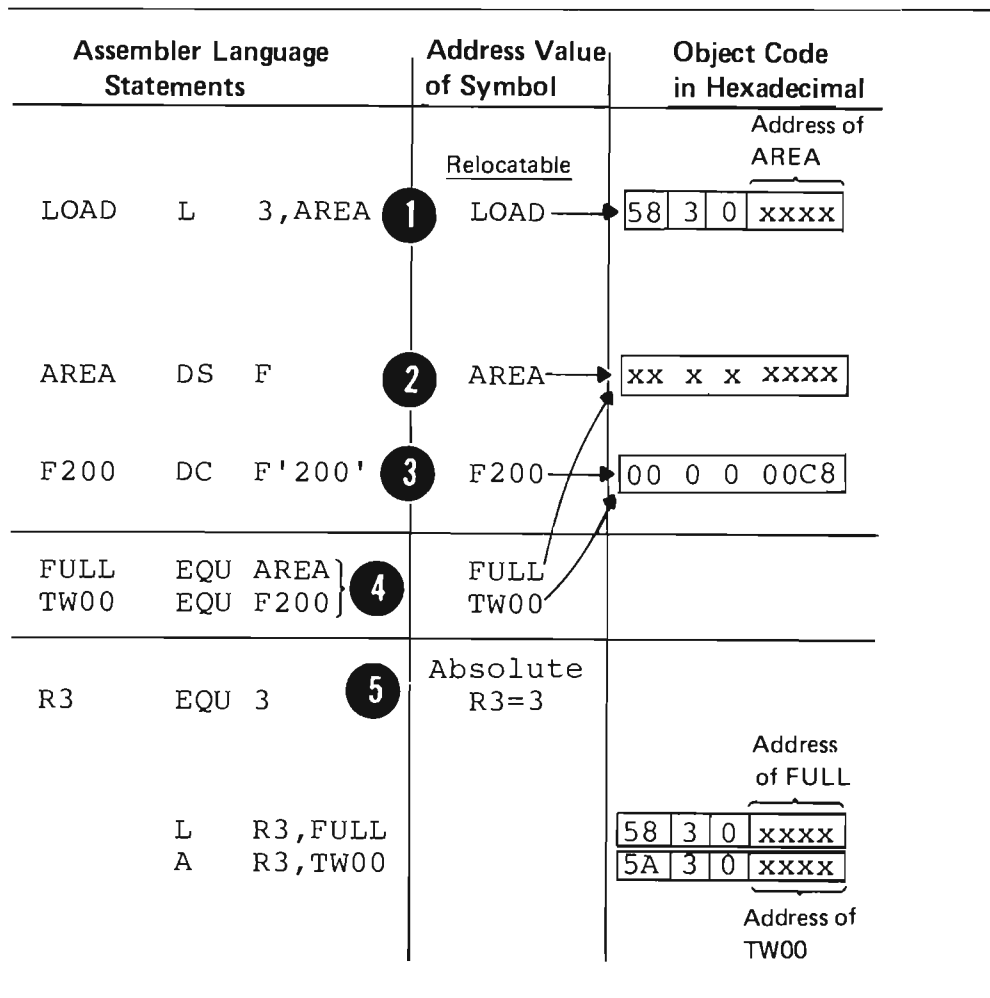 Assembler Language Address Value Object Code
Statements of Symbol in Hexadecimal
Address of
AREA
Relocatable
LOAD L 3,AREA 1 LOAD 58 3 0 xxxx
AREA DS F 2 AREA xx x x xxxx
F200 DC F'200' 3 F200 00 0 0 00C8
FULL EQU AREA 4 FULL
TW00 EQU F200 TW00
Absolute
R3 EQU 3 5 R3=3
Address
of FULL
L R3,FULL 58 3 0 xxxx
A R3,TW00 5A 3 0 xxxx
Address of
TW00